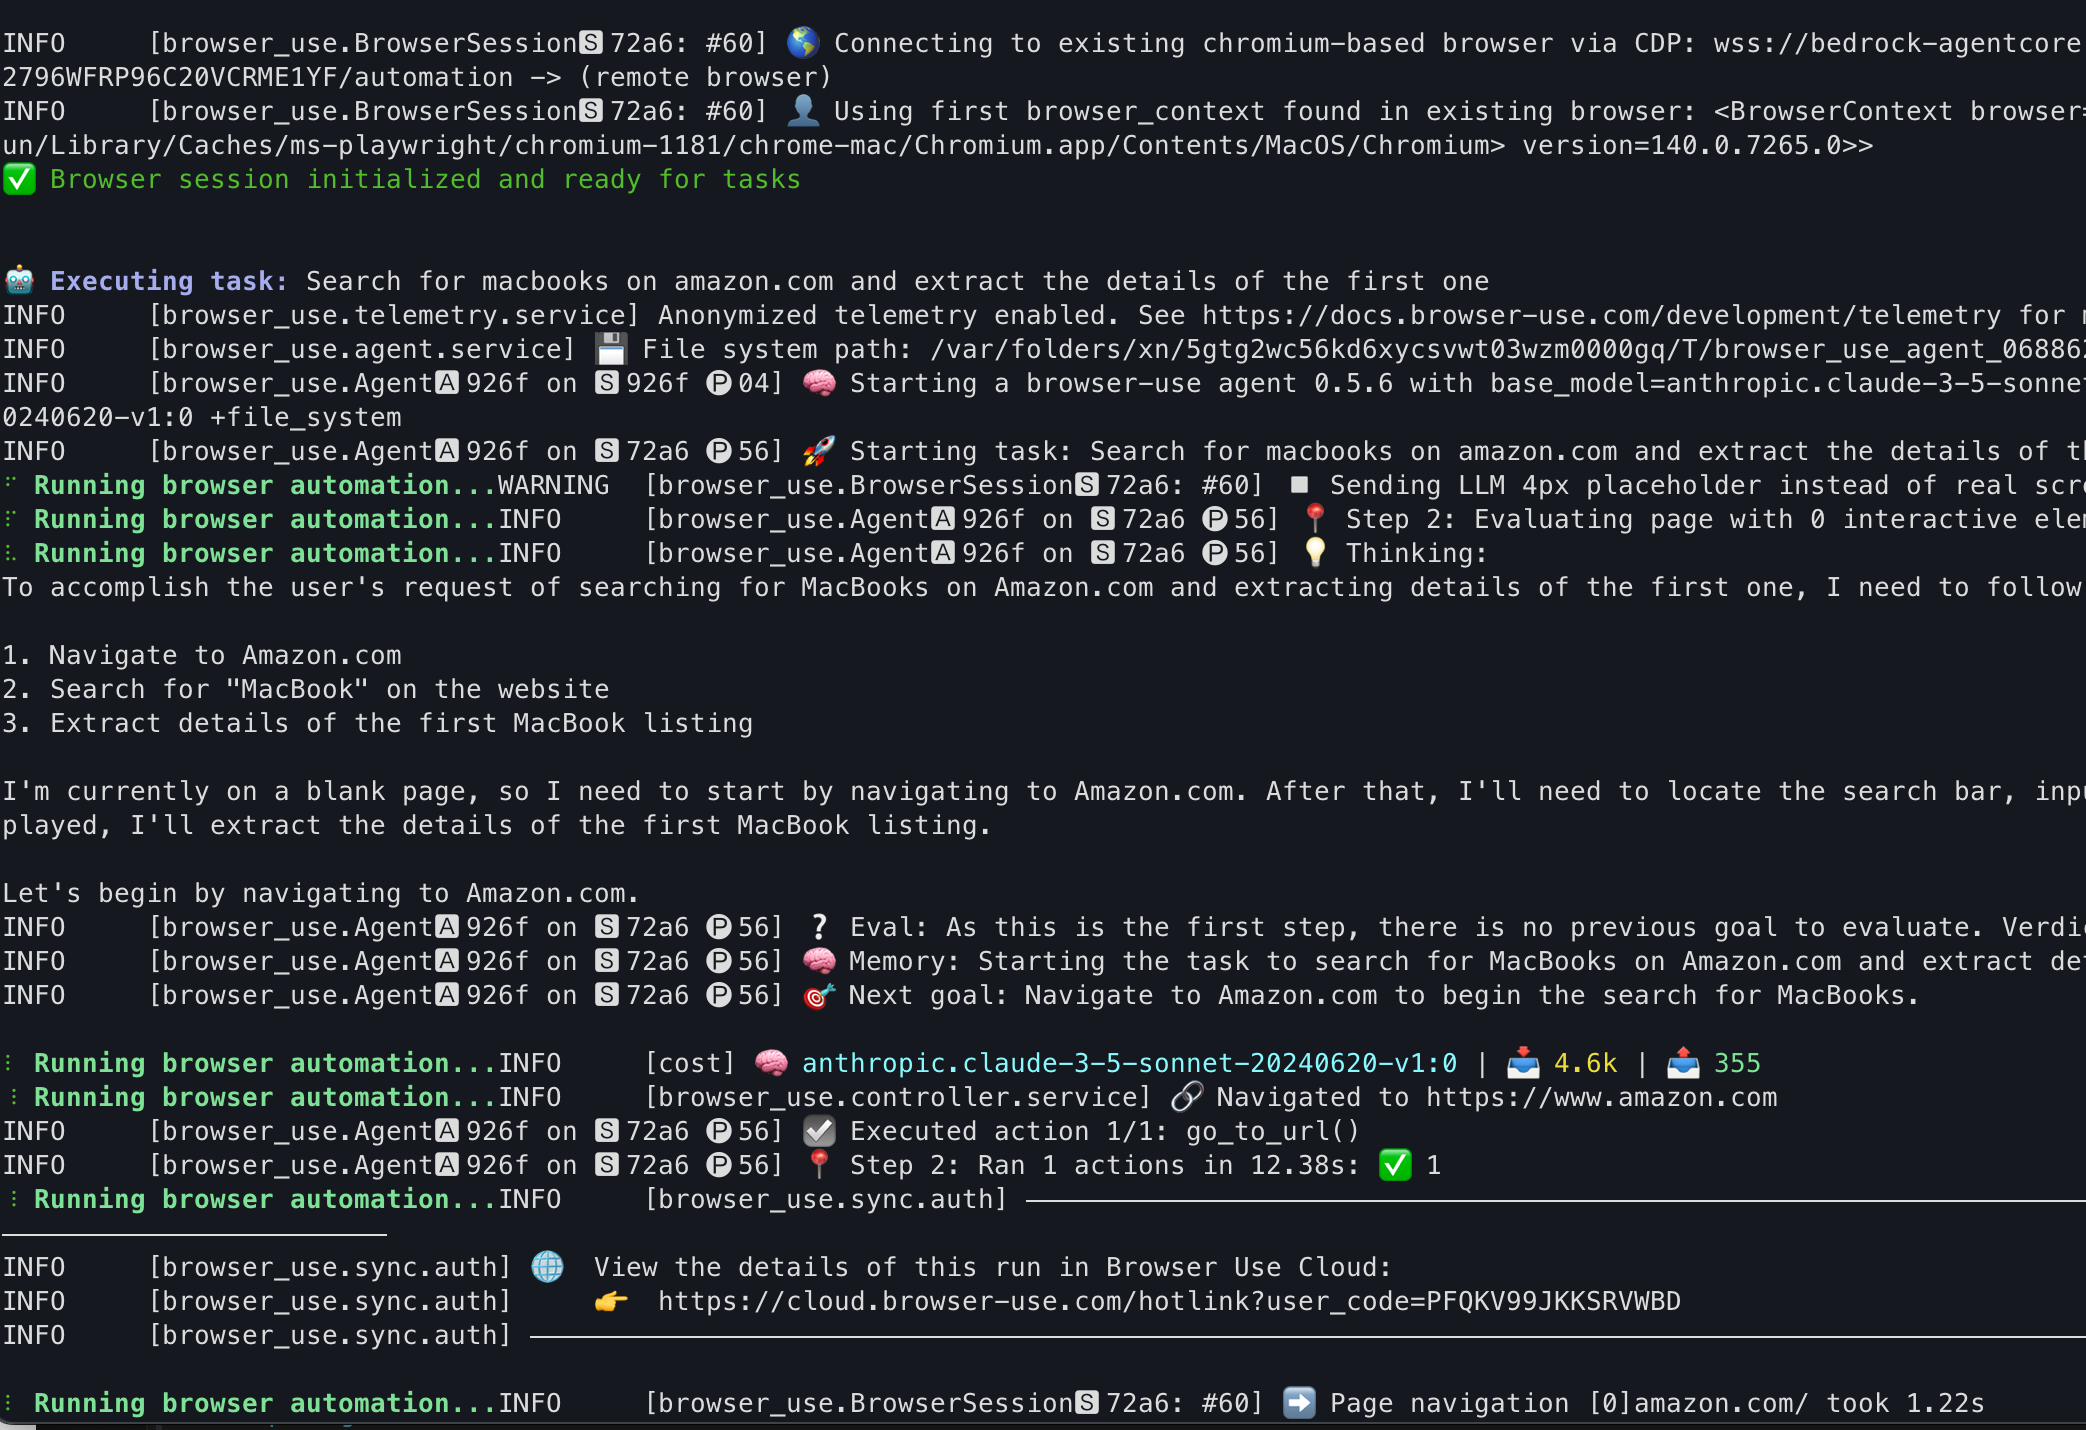 INFO     [browser_use.BrowserSession🆂 72a6: #60] 🌎 Connecting to existing chromium-based browser via CDP: wss://bedrock-agentcore
2796WFRP96C20VCRME1YF/automation -> (remote browser)
INFO     [browser_use.BrowserSession🆂 72a6: #60] 👤 Using first browser_context found in existing browser: <BrowserContext browser=
un/Library/Caches/ms-playwright/chromium-1181/chrome-mac/Chromium.app/Contents/MacOS/Chromium> version=140.0.7265.0>>
✅ Browser session initialized and ready for tasks
🤖 Executing task: Search for macbooks on amazon.com and extract the details of the first one
INFO     [browser_use.telemetry.service] Anonymized telemetry enabled. See https://docs.browser-use.com/development/telemetry for
INFO     [browser_use.agent.service] 💾 File system path: /var/folders/xn/5gtg2wc56kd6xycsvwt03wzm0000gq/T/browser_use_agent_068862
INFO     [browser_use.Agent🅰 926f on 🆂 926f 🅟 04] 🧠 Starting a browser-use agent 0.5.6 with base_model=anthropic.claude-3-5-sonnet
0240620-v1:0 +file_system
INFO     [browser_use.Agent🅰 926f on 🆂 72a6 🅟 56] 🚀 Starting task: Search for macbooks on amazon.com and extract the details of th
Running browser automation...WARNING  [browser_use.BrowserSession🆂 72a6: #60] ◽ Sending LLM 4px placeholder instead of real scre
Running browser automation...INFO     [browser_use.Agent🅰 926f on 🆂 72a6 🅟 56] 📍 Step 2: Evaluating page with 0 interactive elem
Running browser automation...INFO     [browser_use.Agent🅰 926f on 🆂 72a6 🅟 56] 💡 Thinking:
To accomplish the user's request of searching for MacBooks on Amazon.com and extracting details of the first one, I need to follow
1. Navigate to Amazon.com
2. Search for "MacBook" on the website
3. Extract details of the first MacBook listing
I'm currently on a blank page, so I need to start by navigating to Amazon.com. After that, I'll need to locate the search bar, inpu
played, I'll extract the details of the first MacBook listing.
Let's begin by navigating to Amazon.com.
INFO     [browser_use.Agent🅰 926f on 🆂 72a6 🅟 56] ❔ Eval: As this is the first step, there is no previous goal to evaluate. Verdi
INFO     [browser_use.Agent🅰 926f on 🆂 72a6 🅟 56] 🧠 Memory: Starting the task to search for MacBooks on Amazon.com and extract det
INFO     [browser_use.Agent🅰 926f on 🆂 72a6 🅟 56] 🎯 Next goal: Navigate to Amazon.com to begin the search for MacBooks.
Running browser automation...INFO     [cost] 🧠 anthropic.claude-3-5-sonnet-20240620-v1:0 | 📥 4.6k | 📤 355
Running browser automation...INFO     [browser_use.controller.service] 🔗 Navigated to https://www.amazon.com
INFO     [browser_use.Agent🅰 926f on 🆂 72a6 🅟 56] ☑️ Executed action 1/1: go_to_url()
INFO     [browser_use.Agent🅰 926f on 🆂 72a6 🅟 56] 📍 Step 2: Ran 1 actions in 12.38s: ✅ 1
Running browser automation...INFO     [browser_use.sync.auth]
INFO     [browser_use.sync.auth] 🌐  View the details of this run in Browser Use Cloud:
INFO     [browser_use.sync.auth]     👉  https://cloud.browser-use.com/hotlink?user_code=PFQKV99JKKSRVWBD
INFO     [browser_use.sync.auth]
Running browser automation...INFO     [browser_use.BrowserSession🆂 72a6: #60] ➡️ Page navigation [0]amazon.com/ took 1.22s